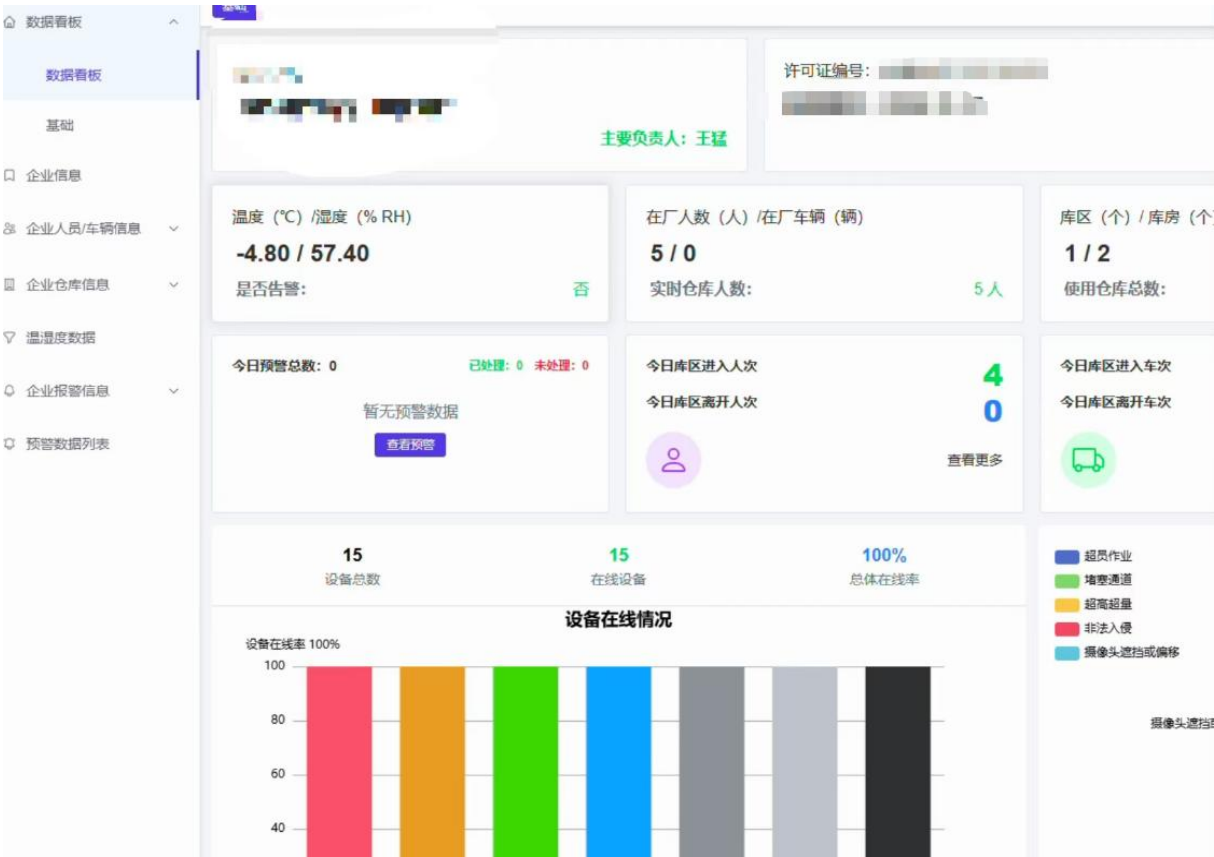 数据看板
数据看板
基础
企业信息
企业人员/车辆信息
企业仓库信息
温湿度数据
企业报警信息
预警数据列表
基础
主要负责人：王猛
许可证编号：
温度（℃）/湿度（% RH）
-4.80 / 57.40
是否告警：
否
在厂人数（人）/在厂车辆（辆）
5 / 0
实时仓库人数：
5 人
库区（个）/ 库房（个
1 / 2
使用仓库总数：
今日预警总数：0
已处理：0 未处理：0
暂无预警数据
查看预警
今日库区进入人次
4
今日库区离开人次
0
查看更多
今日库区进入车次
今日库区离开车次
15
设备总数
15
在线设备
100%
总体在线率
设备在线情况
设备在线率 100%
100
80
60
40
超员作业
堵塞通道
超高超量
非法入侵
摄像头遮挡或偏移
摄像头遮挡